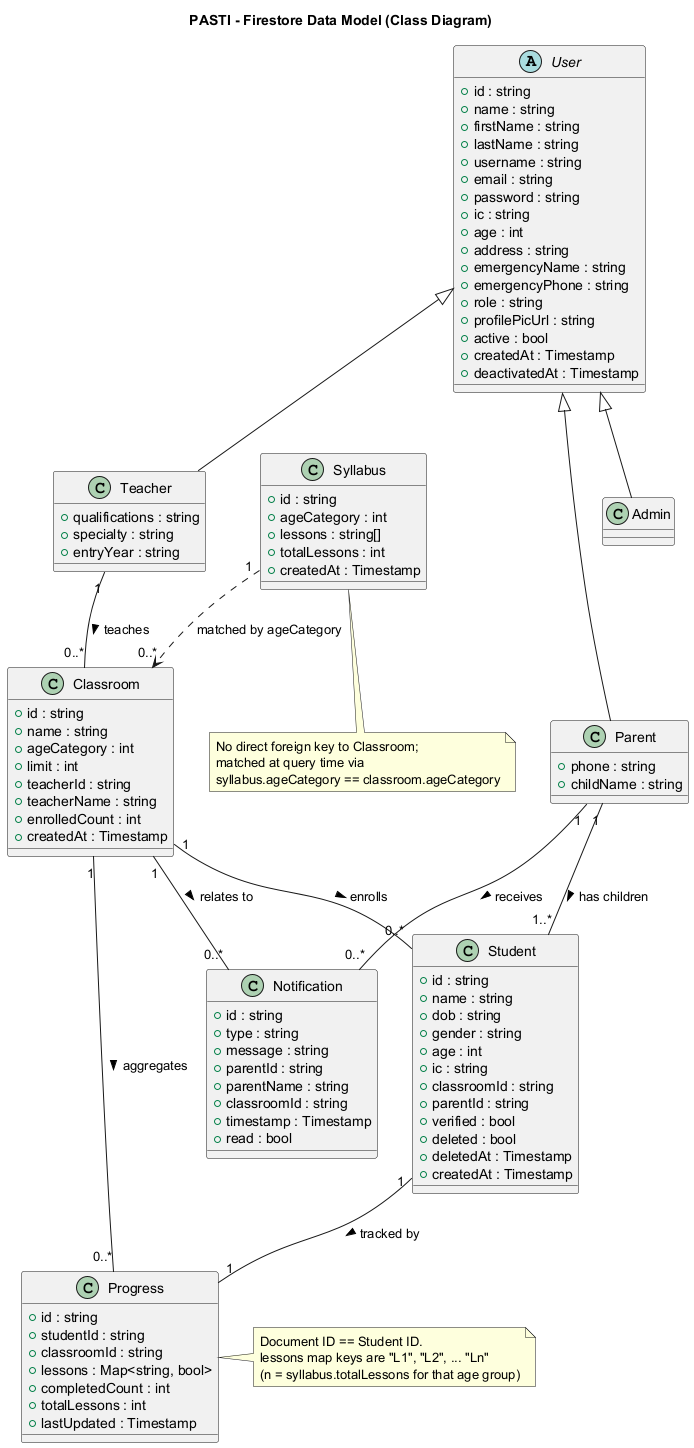 PASTI - Firestore Data Model (Class Diagram)
A User
id : string
name : string
firstName : string
lastName : string
username : string
email : string
password : string
ic : string
age : int
address : string
emergencyName : string
emergencyPhone : string
role : string
profilePicUrl : string
active : bool
createdAt : Timestamp
deactivatedAt : Timestamp
C Teacher
qualifications : string
specialty : string
entryYear : string
C Syllabus
id : string
ageCategory : int
lessons : string[]
totalLessons : int
createdAt : Timestamp
C Admin
1
teaches
0..*
1
matched by ageCategory
0..*
C Classroom
id : string
name : string
ageCategory : int
limit : int
teacherId : string
teacherName : string
enrolledCount : int
createdAt : Timestamp
No direct foreign key to Classroom;
matched at query time via
syllabus.ageCategory == classroom.ageCategory
C Parent
phone : string
childName : string
1
relates to
0..*
1
enrolls
0..*
1
receives
0..*
1
has children
1..*
C Notification
id : string
type : string
message : string
parentId : string
parentName : string
classroomId : string
timestamp : Timestamp
read : bool
C Student
id : string
name : string
dob : string
gender : string
age : int
ic : string
classroomId : string
parentId : string
verified : bool
deleted : bool
deletedAt : Timestamp
createdAt : Timestamp
1
aggregates
0..*
1
tracked by
1
C Progress
id : string
studentId : string
classroomId : string
lessons : Map<string, bool>
completedCount : int
totalLessons : int
lastUpdated : Timestamp
Document ID == Student ID.
lessons map keys are "L1", "L2", ... "Ln"
(n = syllabus.totalLessons for that age group)